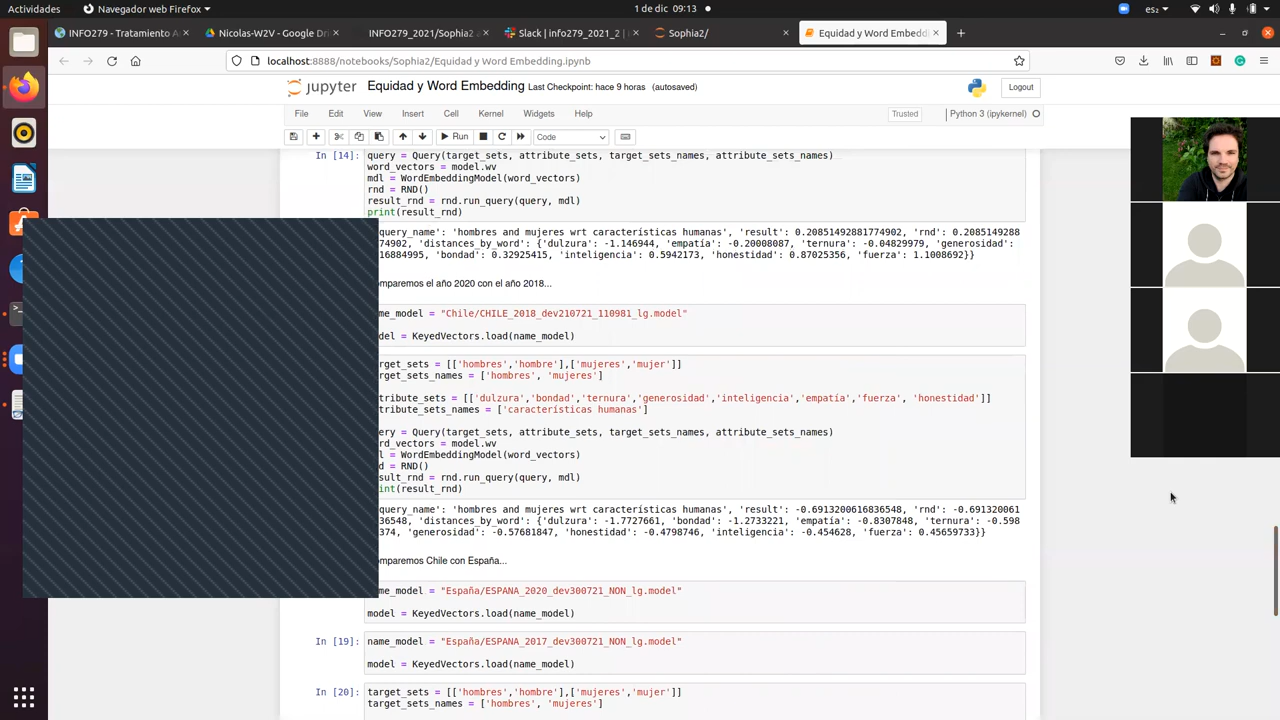 Actividades
Navegador web Firefox
1 de dic 09:13
es2
INFO279 - Tratamiento A
Nicolas-W2V - Google Dri
INFO279_2021/Sophia2 a
Slack | info279_2021_2 |
Sophia2/
Equidad y Word Embedd
localhost:8888/notebooks/Sophia2/Equidad y Word Embedding.ipynb
jupyter Equidad y Word Embedding Last Checkpoint: hace 9 horas (autosaved)
Logout
File Edit View Insert Cell Kernel Widgets Help
Trusted
Python 3 (ipykernel)
Run
Code
In [14]: query = Query(target_sets, attribute_sets, target_sets_names, attribute_sets_names)
word_vectors = model.wv
mdl = WordEmbeddingModel(word_vectors)
rnd = RND()
result_rnd = rnd.run_query(query, mdl)
print(result_rnd)
query_name': 'hombres and mujeres wrt características humanas', 'result': 0.20851492881774902, 'rnd': 0.208514928
74902, 'distances_by_word': {'dulzura': -1.146944, 'empatía': -0.20008087, 'ternura': -0.04829979, 'generosidad':
16884995, 'bondad': 0.32925415, 'inteligencia': 0.5942173, 'honestidad': 0.87025356, 'fuerza': 1.1008692}}
mparemos el año 2020 con el año 2018...
me_model = "Chile/CHILE_2018_dev210721_110981_lg.model"
del = KeyedVectors.load(name_model)
rget_sets = [['hombres','hombre'],['mujeres','mujer']]
rget_sets_names = ['hombres', 'mujeres']
tribute_sets = [['dulzura','bondad','ternura','generosidad','inteligencia','empatía','fuerza', 'honestidad']]
tribute_sets_names = ['características humanas']
ery = Query(target_sets, attribute_sets, target_sets_names, attribute_sets_names)
rd_vectors = model.wv
l = WordEmbeddingModel(word_vectors)
d = RND()
sult_rnd = rnd.run_query(query, mdl)
int(result_rnd)
query_name': 'hombres and mujeres wrt características humanas', 'result': -0.6913200616836548, 'rnd': -0.691320061
36548, 'distances_by_word': {'dulzura': -1.7727661, 'bondad': -1.2733221, 'empatía': -0.8307848, 'ternura': -0.598
374, 'generosidad': -0.57681847, 'honestidad': -0.4798746, 'inteligencia': -0.454628, 'fuerza': 0.45659733}}
mparemos Chile con España...
me_model = "España/ESPANA_2020_dev300721_NON_lg.model"
model = KeyedVectors.load(name_model)
In [19]: name_model = "España/ESPANA_2017_dev300721_NON_lg.model"
model = KeyedVectors.load(name_model)
In [20]: target_sets = [['hombres','hombre'],['mujeres','mujer']]
target_sets_names = ['hombres', 'mujeres']